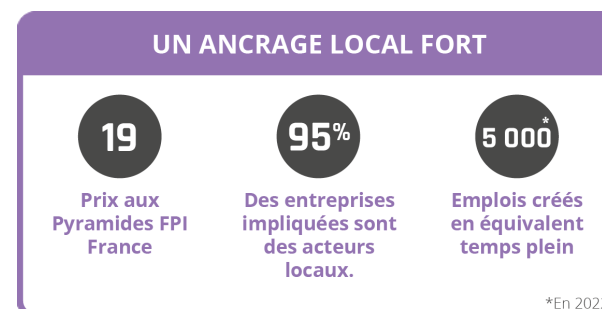 UN ANCRAGE LOCAL FORT
19
95%
5 000*
Prix aux
Pyramides FPI
France
Des entreprises
impliquées sont
des acteurs
locaux.
Emplois créés
en équivalent
temps plein
*En